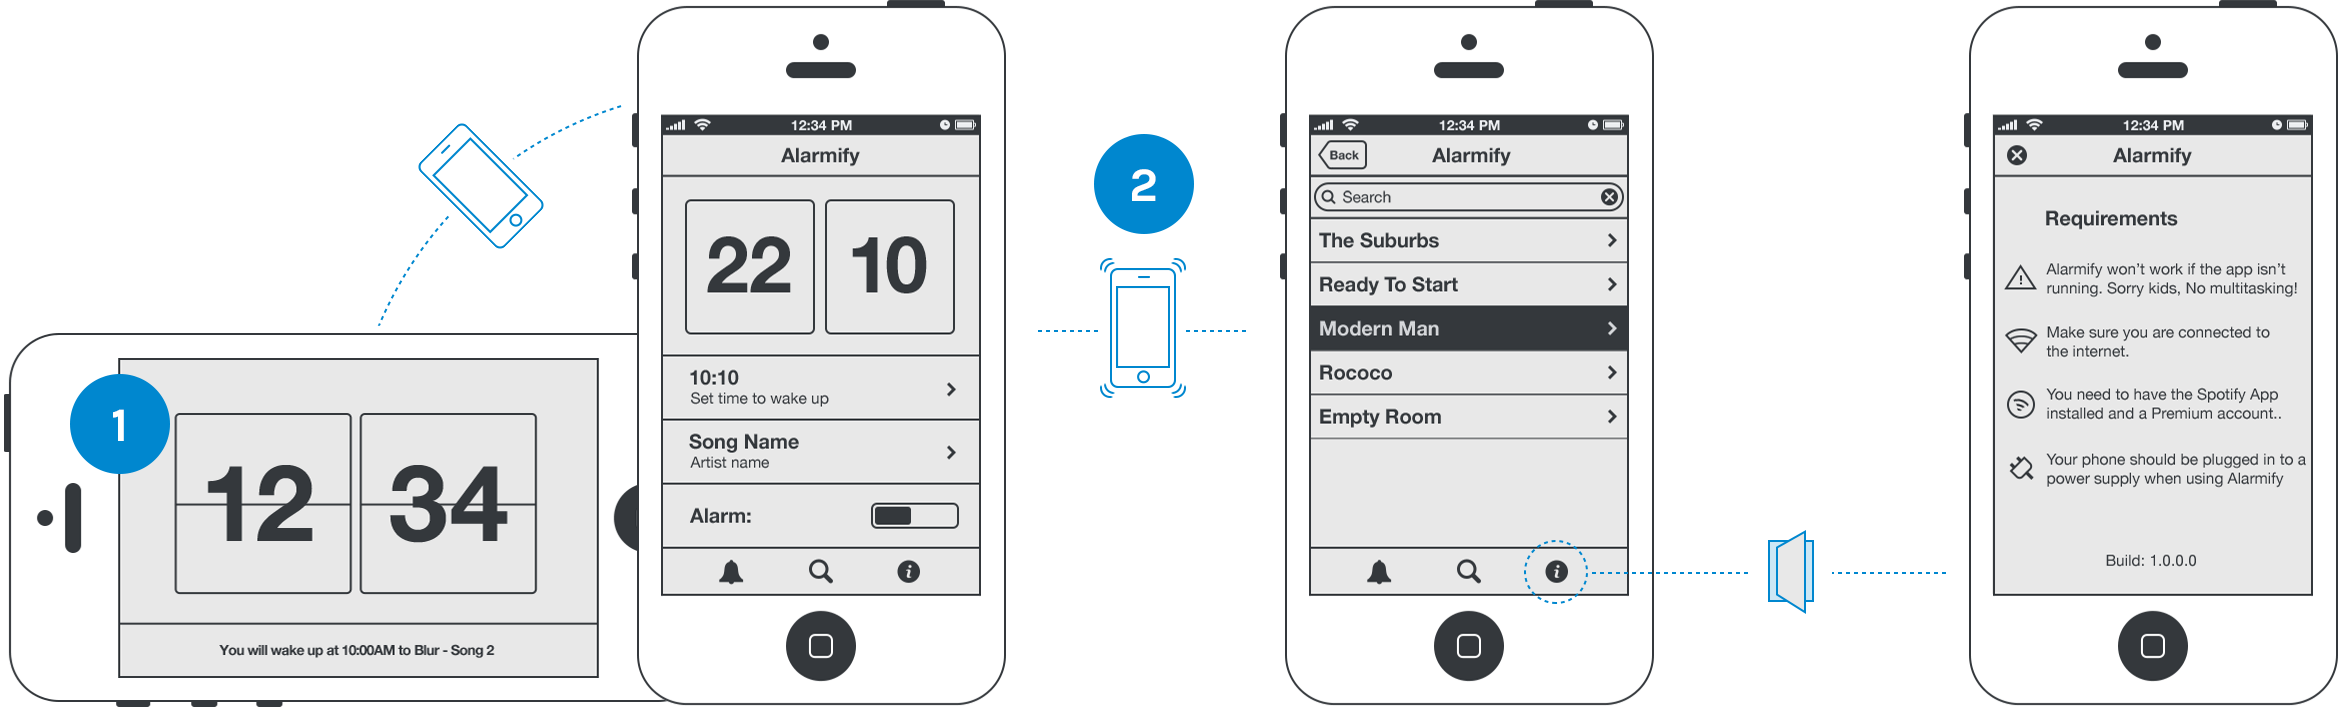 1
12 34
You will wake up at 10:00AM to Blur - Song 2
12:34 PM
Alarmify
22 10
10:10
Set time to wake up
Song Name
Artist name
Alarm:
2
12:34 PM
Back
Alarmify
Search
The Suburbs
Ready To Start
Modern Man
Rococo
Empty Room
12:34 PM
Alarmify
Requirements
Alarmify won't work if the app isn't
running. Sorry kids, No multitasking!
Make sure you are connected to
the internet.
You need to have the Spotify App
installed and a Premium account..
Your phone should be plugged in to a
power supply when using Alarmify
Build: 1.0.0.0